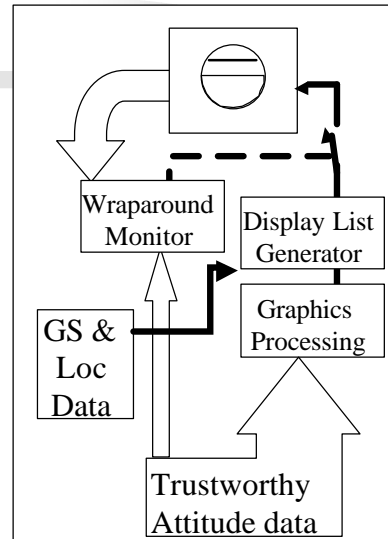 Wraparound
Monitor
Display List
Generator
GS &
Loc
Data
Graphics
Processing
Trustworthy
Attitude data